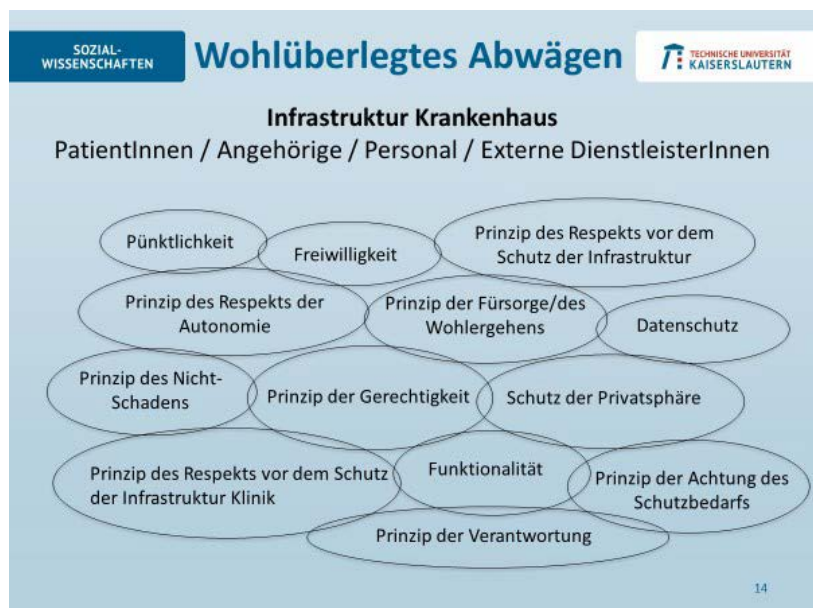 SOZIAL-
WISSENSCHAFTEN
Wohlüberlegtes Abwägen
TECHNISCHE UNIVERSITÄT
KAISERSLAUTERN
Infrastruktur Krankenhaus
PatientInnen / Angehörige / Personal / Externe DienstleisterInnen
Pünktlichkeit
Freiwilligkeit
Prinzip des Respekts vor dem
Schutz der Infrastruktur
Prinzip des Respekts der
Autonomie
Prinzip der Fürsorge/des
Wohlergehens
Datenschutz
Prinzip des Nicht-
Schadens
Prinzip der Gerechtigkeit
Schutz der Privatsphäre
Prinzip des Respekts vor dem Schutz
der Infrastruktur Klinik
Funktionalität
Prinzip der Achtung des
Schutzbedarfs
Prinzip der Verantwortung
14